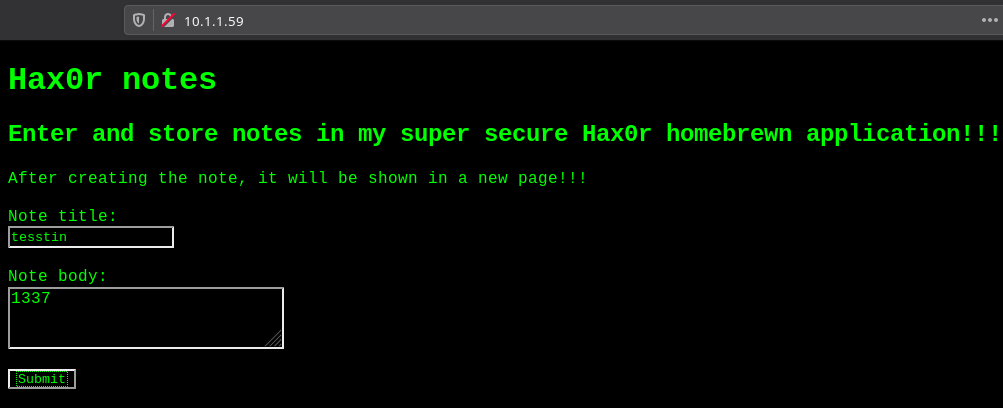 10.1.1.59
Hax0r notes
Enter and store notes in my super secure Hax0r homebrewn application!!!
After creating the note, it will be shown in a new page!!!
Note title:
tesstin
Note body:
1337
Submit